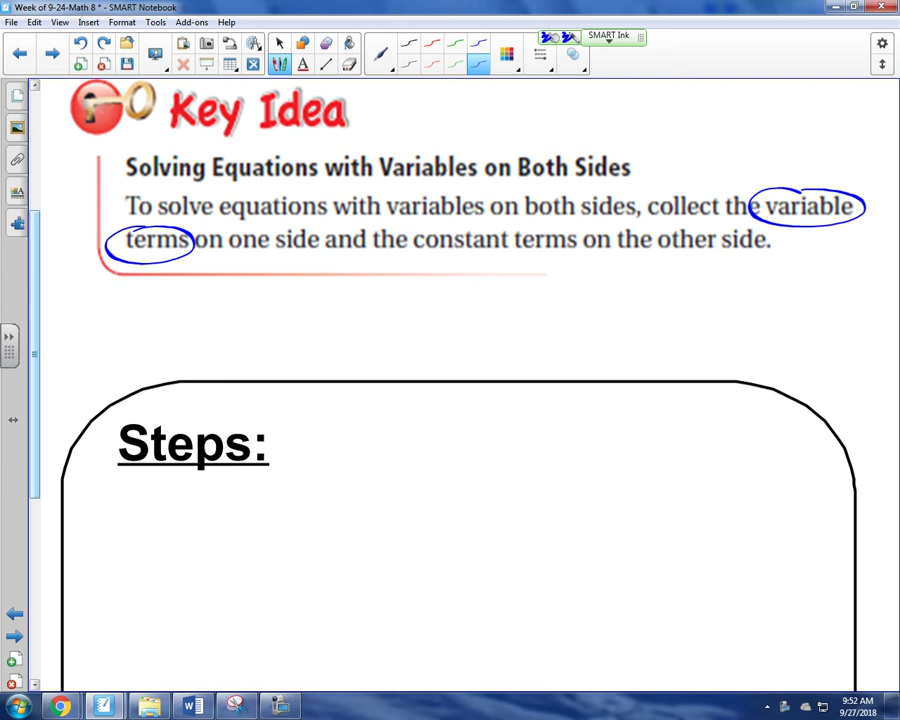 Week of 9-24-Math 8 * - SMART Notebook
File Edit View Insert Format Tools Add-ons Help
SMART Ink
Key Idea
Solving Equations with Variables on Both Sides
To solve equations with variables on both sides, collect the variable
terms on one side and the constant terms on the other side.
Steps:
9:52 AM
9/27/2018